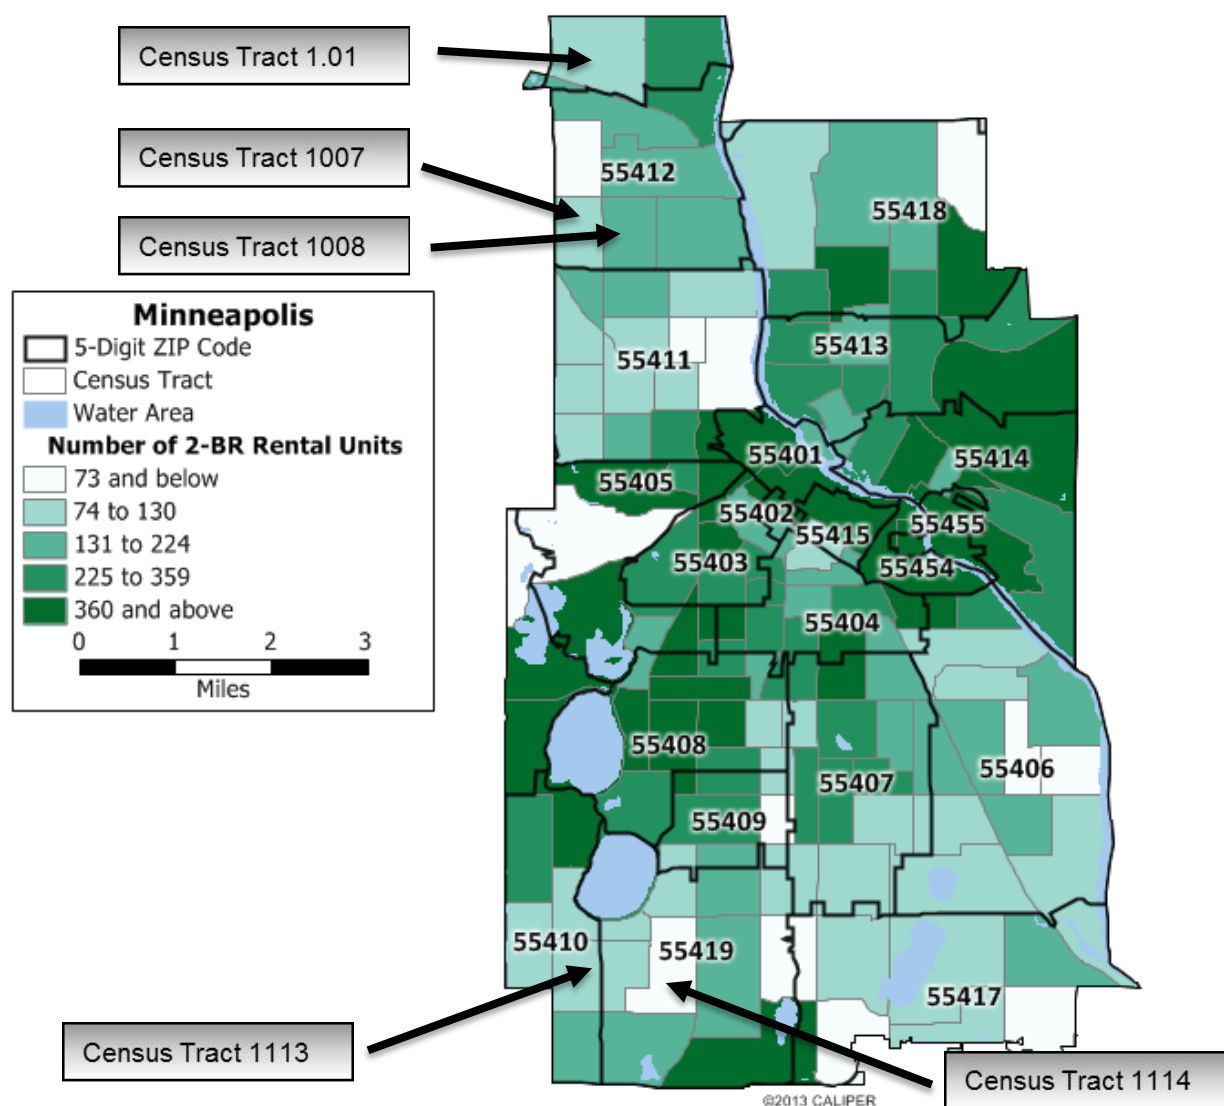 Census Tract 1.01
Census Tract 1007
Census Tract 1008
Minneapolis
5-Digit ZIP Code
Census Tract
Water Area
Number of 2-BR Rental Units
73 and below
74 to 130
131 to 224
225 to 359
360 and above
0 1 2 3
Miles
55412
55418
55411
55413
55401
55414
55405
55402
55415
55455
55403
55454
55404
55408
55406
55407
55409
55410
55419
55417
Census Tract 1113
Census Tract 1114
©2013 CALIPER